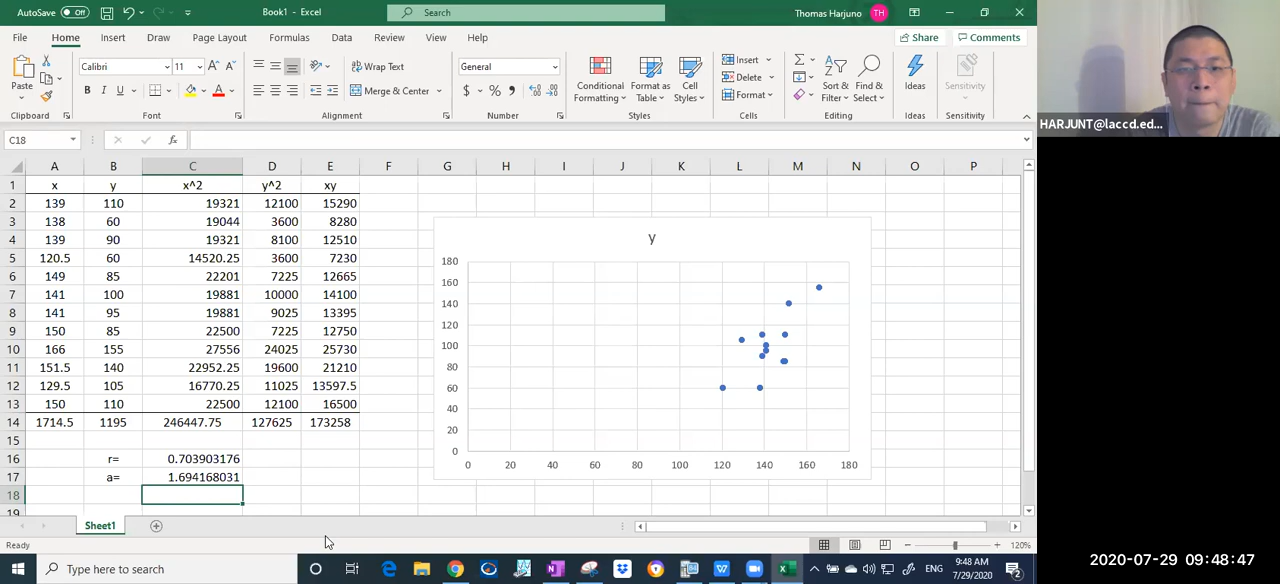 AutoSave Off Book1 - Excel Search Thomas Harjuno TH
File Home Insert Draw Page Layout Formulas Data Review View Help Share Comments
Paste Calibri 11 A A Wrap Text General Insert Delete Format
B I U A Merge & Center $ % , Conditional Formatting Format as Table Cell Styles Sort & Filter Find & Select Ideas Sensitivity
Clipboard Font Alignment Number Styles Cells Editing Ideas Sensitivity
HARJUNT@laccd.ed...
C18 fx
A B C D E F G H I J K L M N O P
1 x y x^2 y^2 xy
2 139 110 19321 12100 15290
3 138 60 19044 3600 8280
4 139 90 19321 8100 12510
5 120.5 60 14520.25 3600 7230
6 149 85 22201 7225 12665
7 141 100 19881 10000 14100
8 141 95 19881 9025 13395
9 150 85 22500 7225 12750
10 166 155 27556 24025 25730
11 151.5 140 22952.25 19600 21210
12 129.5 105 16770.25 11025 13597.5
13 150 110 22500 12100 16500
14 1714.5 1195 246447.75 127625 173258
15
16 r= 0.703903176
17 a= 1.694168031
18
19
y
180
160
140
120
100
80
60
40
20
0
0 20 40 60 80 100 120 140 160 180
Sheet1
Ready 120%
Type here to search ENG 9:48 AM 7/29/2020 2
2020-07-29 09:48:47